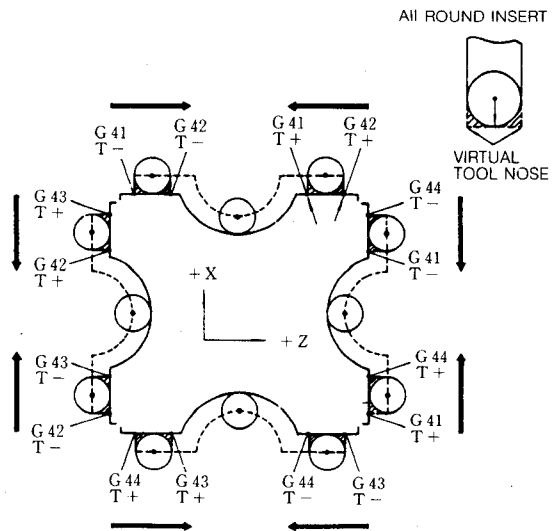 All ROUND INSERT
VIRTUAL
TOOL NOSE
G 41
T -
G 42
T -
G 41
T +
G 42
T +
G 43
T +
G 44
T -
G 42
T +
G 41
T -
+ X
+ Z
G 43
T -
G 44
T +
G 42
T -
G 41
T +
G 44
T +
G 43
T +
G 44
T -
G 43
T -